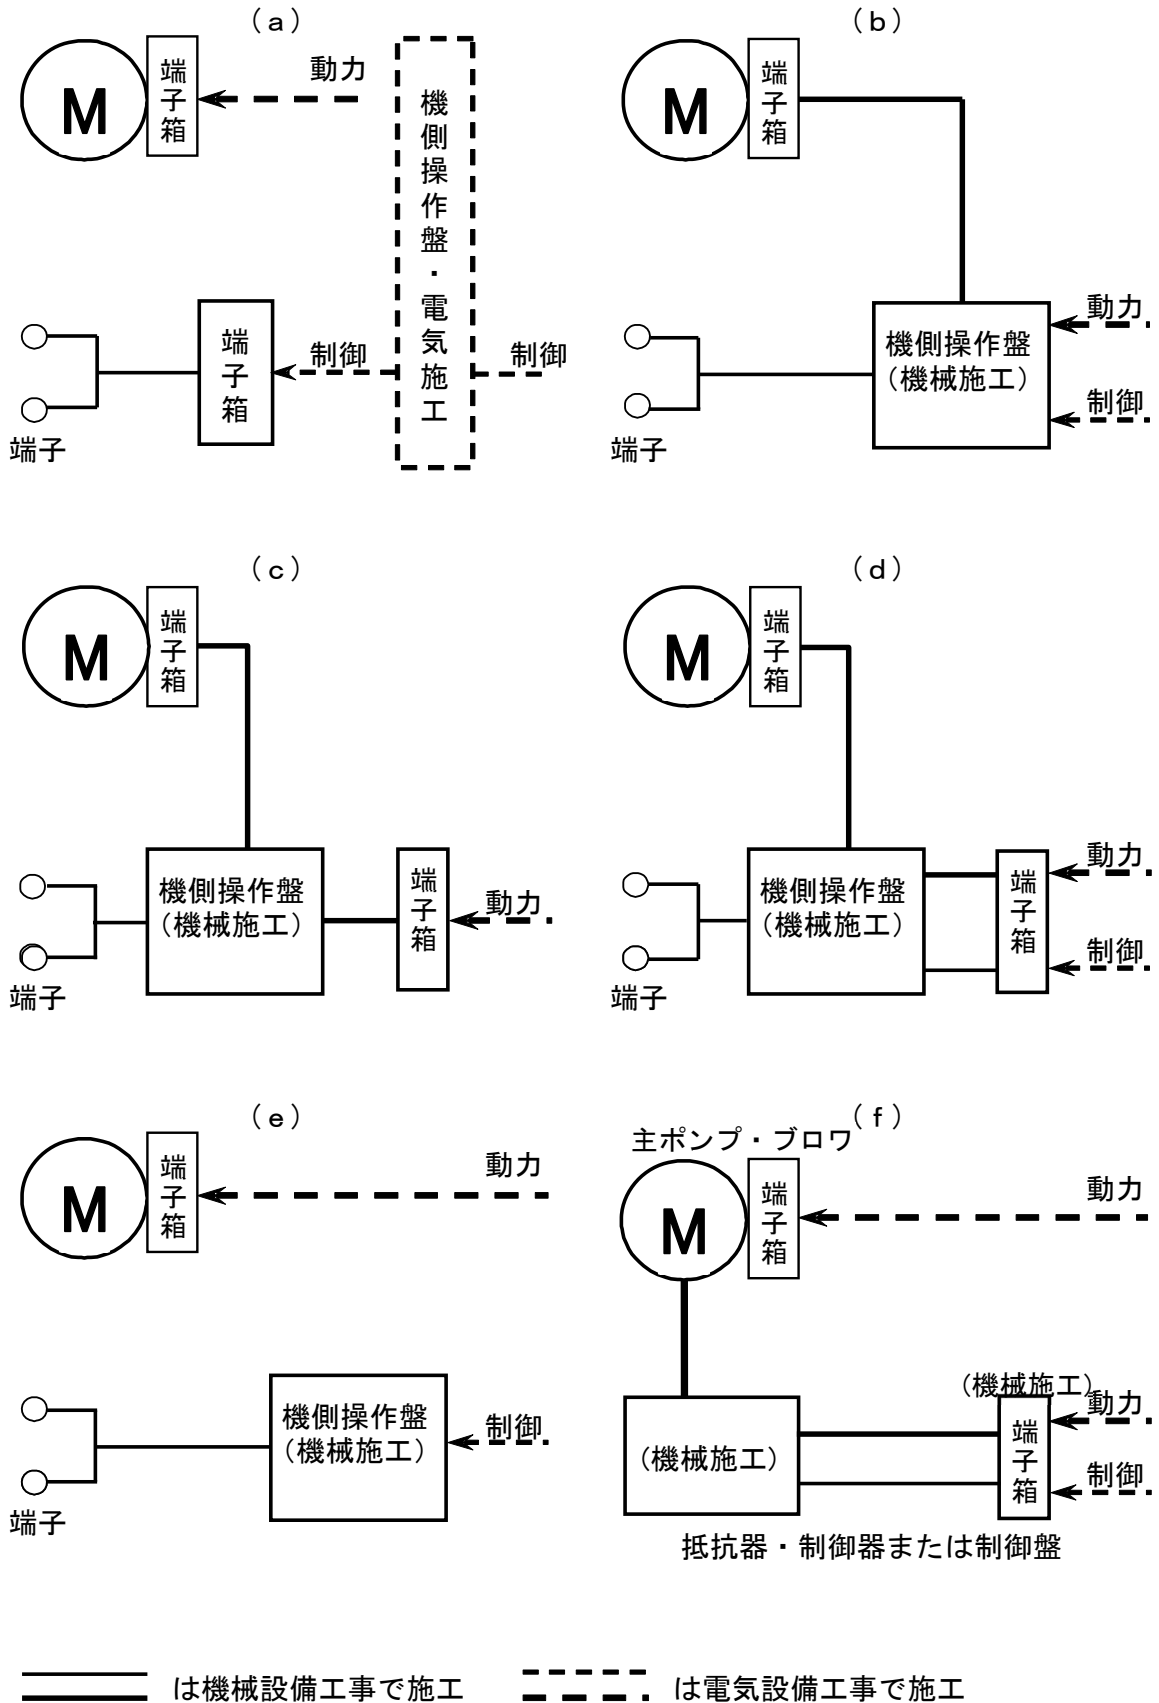 （a）
M
端子箱
動力
機側操作盤・電気施工
端子箱
制御
制御
端子
（b）
M
端子箱
動力
機側操作盤
（機械施工）
制御
端子
（c）
M
端子箱
機側操作盤
（機械施工）
端子箱
動力
端子
（d）
M
端子箱
機側操作盤
（機械施工）
端子箱
動力
制御
端子
（e）
M
端子箱
動力
機側操作盤
（機械施工）
制御
端子
（f）
主ポンプ・ブロワ
M
端子箱
動力
（機械施工）
（機械施工）
端子箱
動力
制御
抵抗器・制御器または制御盤
は機械設備工事で施工
は電気設備工事で施工